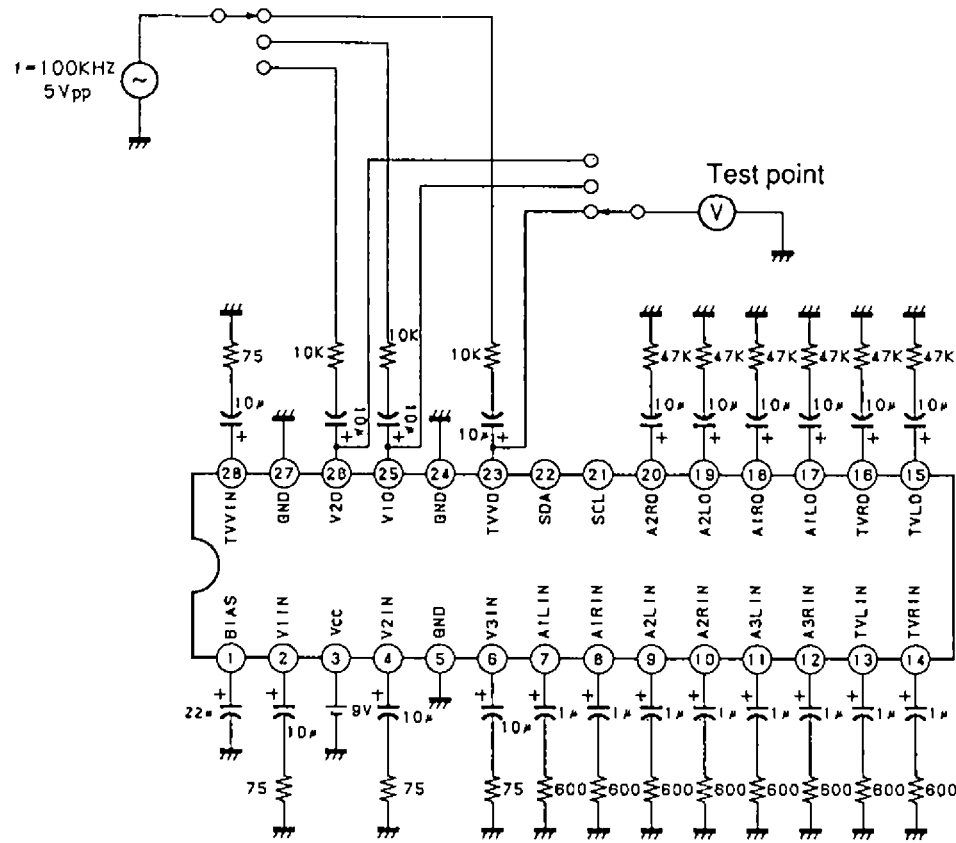 f=100KHZ
5Vpp
Test point
V
75
10K
10K
10K
47K
47K
47K
47K
47K
47K
10μ
10μ
10μ
10μ
10μ
10μ
10μ
10μ
10μ
10μ
28
27
26
25
24
23
22
21
20
19
18
17
16
15
TVVIN
GND
V2O
V1O
GND
TVVO
SDA
SCL
A2RO
A2LO
A1RO
A1LO
TVRO
TVLO
BIAS
V1IN
Vcc
V2IN
GND
V3IN
A1LIN
A1RIN
A2LIN
A2RIN
A3LIN
A3RIN
TVLIN
TVRIN
1
2
3
4
5
6
7
8
9
10
11
12
13
14
22μ
10μ
9V
10μ
10μ
1μ
1μ
1μ
1μ
1μ
1μ
1μ
1μ
75
75
75
600
600
600
600
600
600
600
600